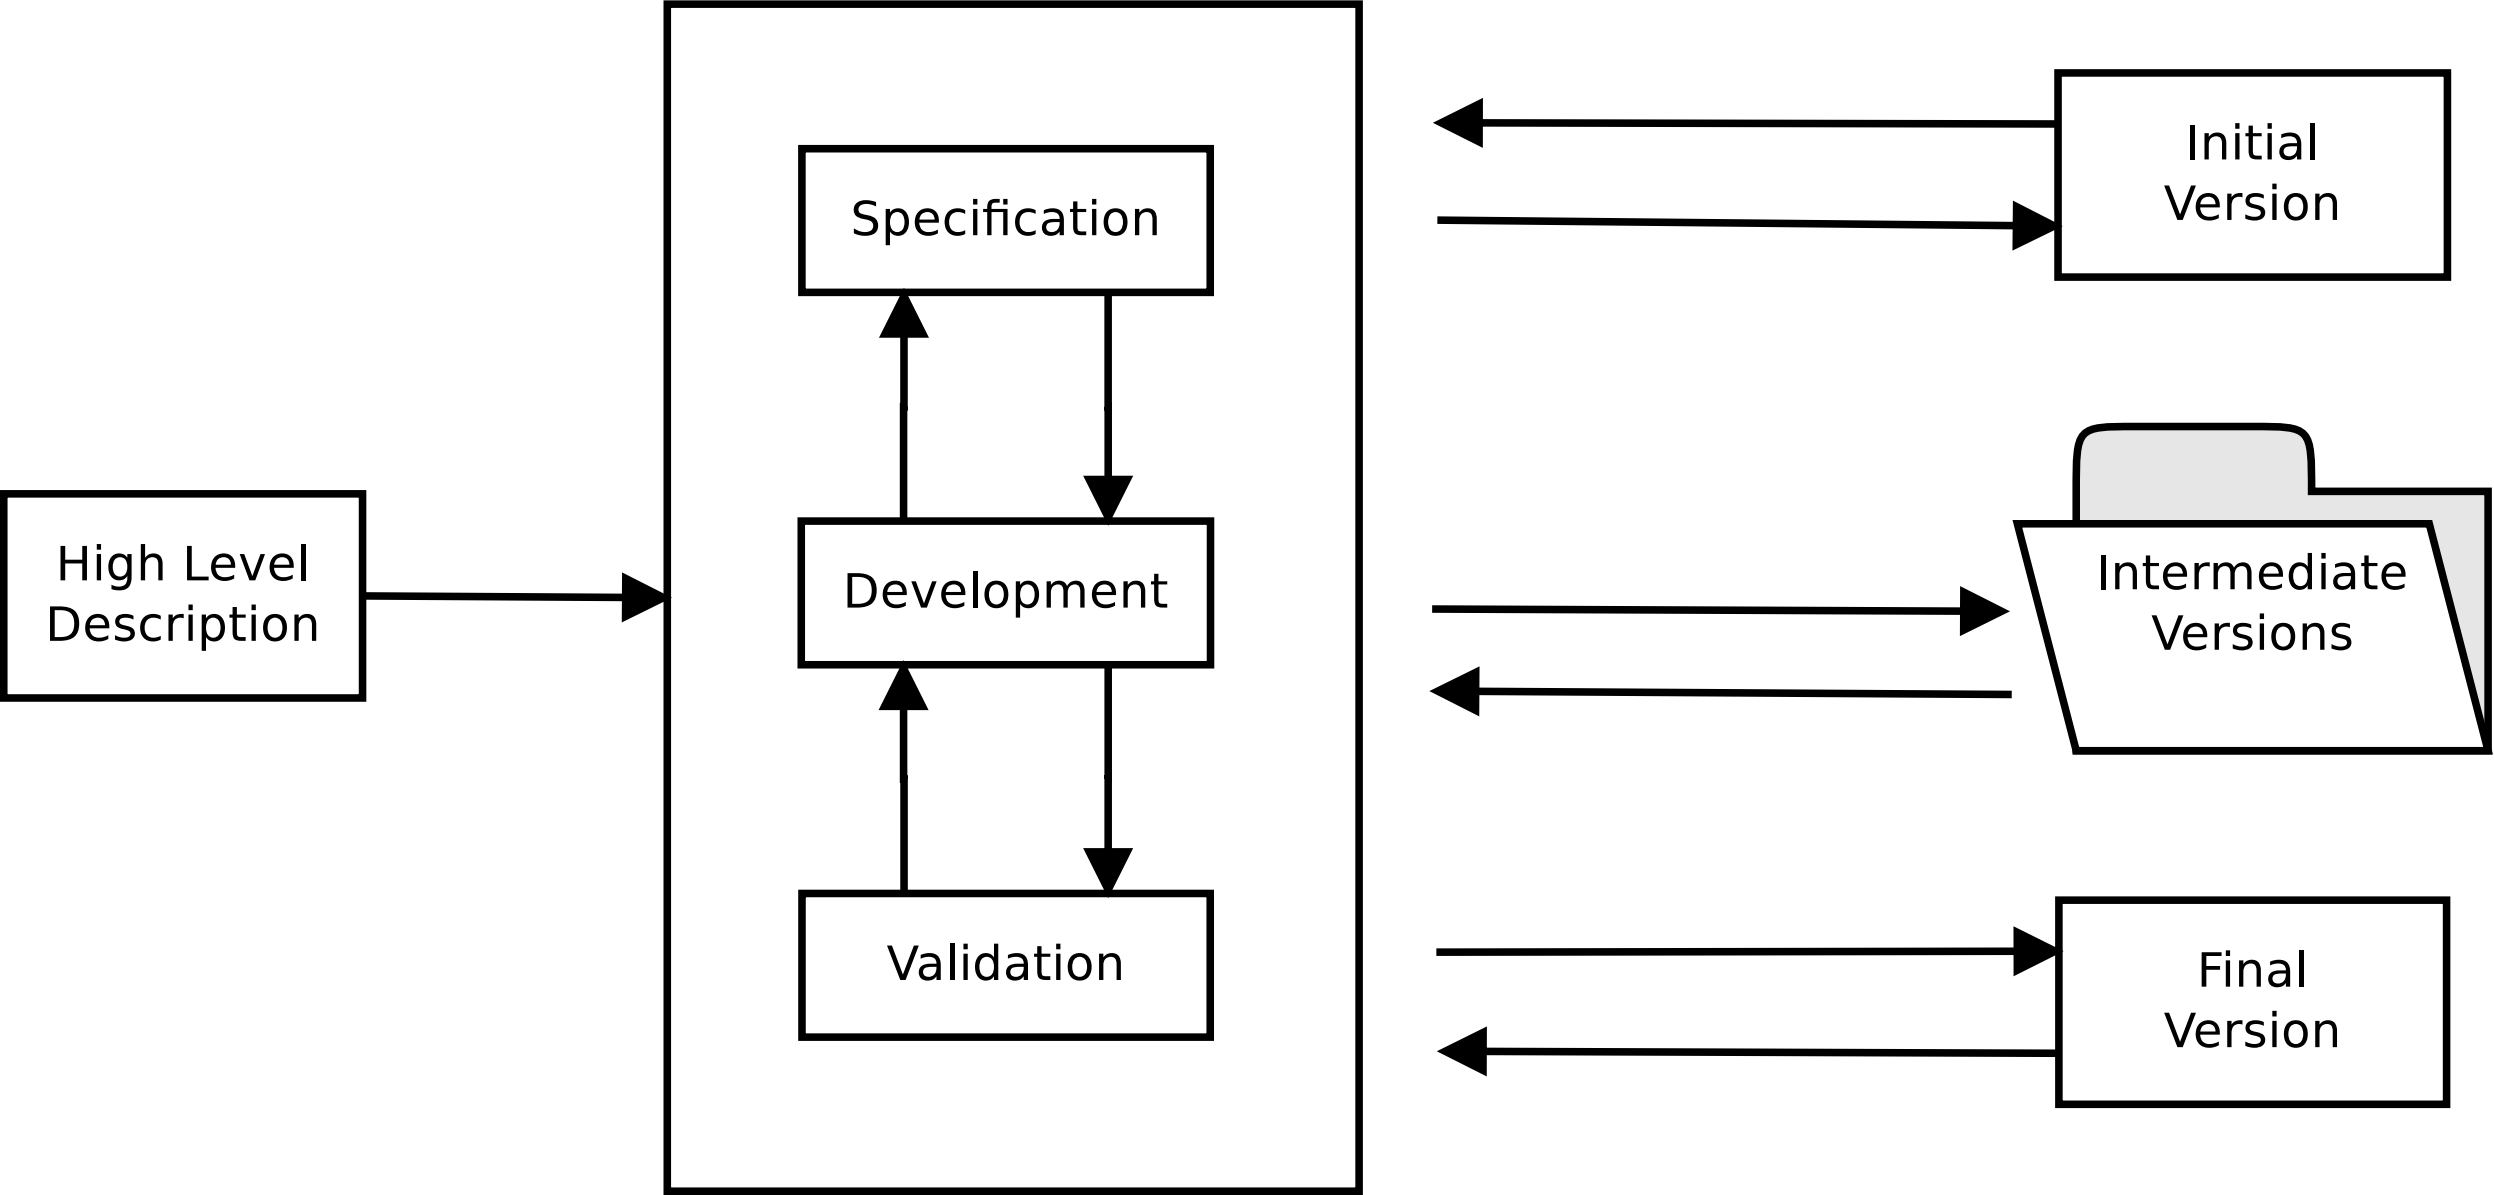 High Level
Description
Specification
Development
Validation
Initial
Version
Intermediate
Versions
Final
Version